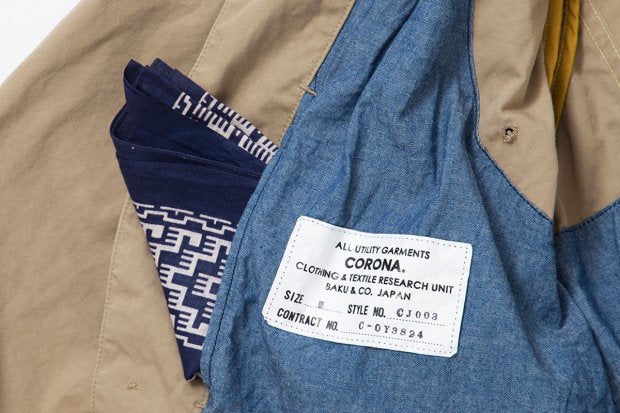 ALL UTILITY GARMENTS
CORONA.
CLOTHING & TEXTILE RESEARCH UNIT
BAKU & CO. JAPAN
SIZE STYLE NO. CJ003
CONTRACT NO. C-OY3824